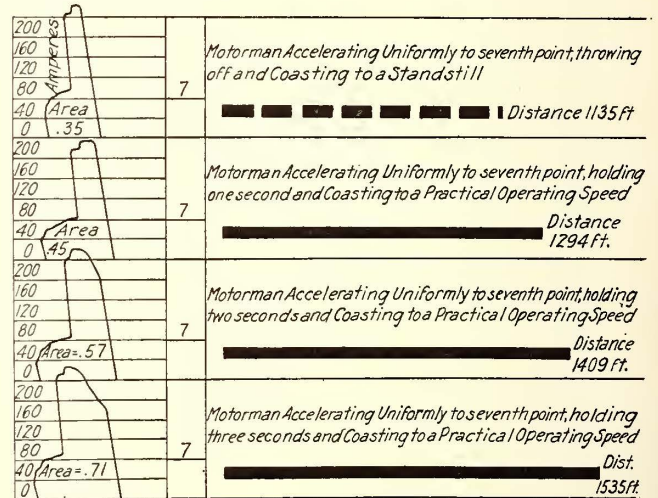 200
160
120
80
40
0
Amperes
Area
.35
7
Motorman Accelerating Uniformly to seventh point, throwing
off and Coasting to a Standstill
Distance 1135 ft
200
160
120
80
40
0
Area
.45
7
Motorman Accelerating Uniformly to seventh point, holding
one second and Coasting to a Practical Operating Speed
Distance
1294 ft.
200
160
120
80
40
0
Area=.57
7
Motorman Accelerating Uniformly to seventh point, holding
two seconds and Coasting to a Practical Operating Speed
Distance
1409 ft.
200
160
120
80
40
0
Area=.71
7
Motorman Accelerating Uniformly to seventh point, holding
three seconds and Coasting to a Practical Operating Speed
Dist.
1535 ft.